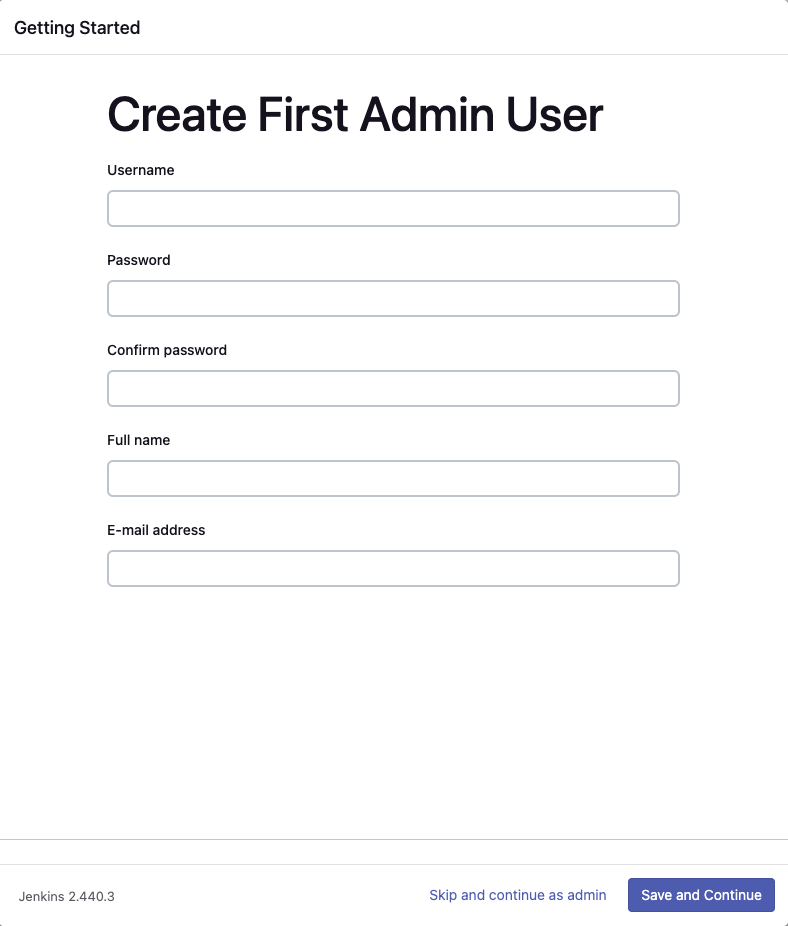 Getting Started
Create First Admin User
Username
Password
Confirm password
Full name
E-mail address
Jenkins 2.440.3
Skip and continue as admin
Save and Continue